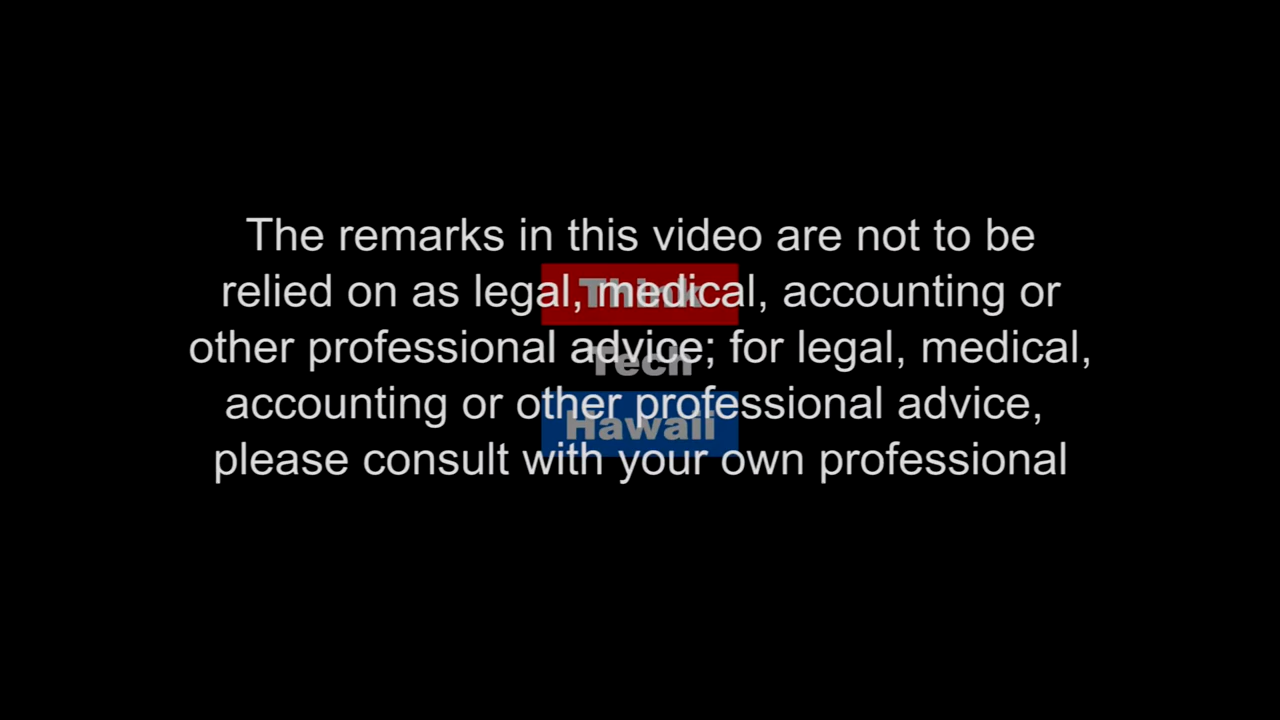 The remarks in this video are not to be
relied on as legal, medical, accounting or
other professional advice; for legal, medical,
accounting or other professional advice,
please consult with your own professional
Think
Tech
Hawaii